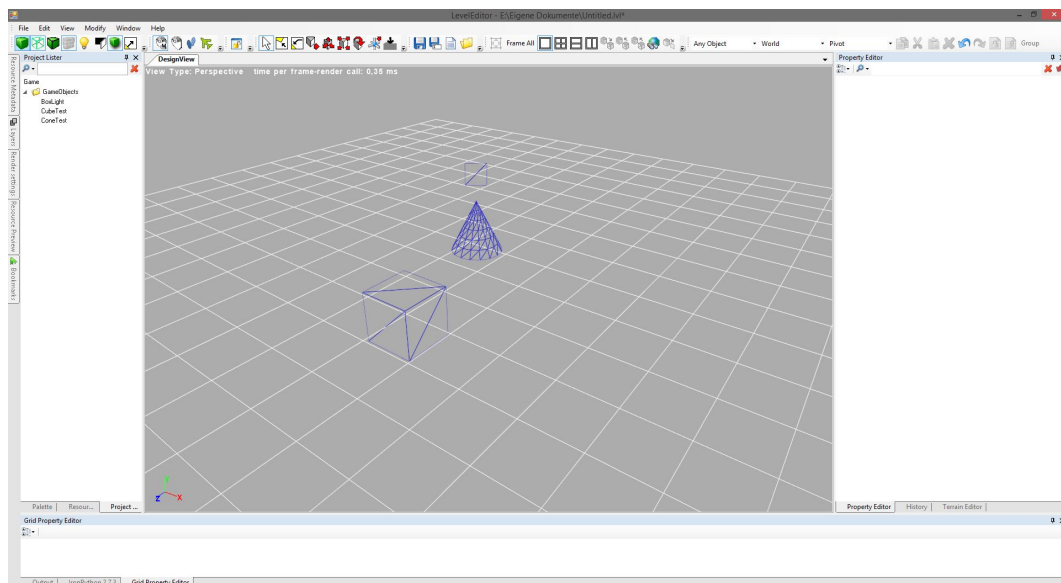 LevelEditor - E:\Eigene Dokumente\Untitled.lvl*
File Edit View Modify Window Help
Frame All Any Object World Pivot Group
Project Lister
DesignView
Property Editor
View Type: Perspective time per frame-render call: 0,38 ms
Game
GameObjects
BoxLight
CubeTest
ConeTest
Resource Metadata
Layers
Render settings
Resource Preview
Bookmarks
Y
Z X
Palette Resour... Project ...
Property Editor History Terrain Editor
Grid Property Editor
Output IronPython 2.7.3 Grid Property Editor